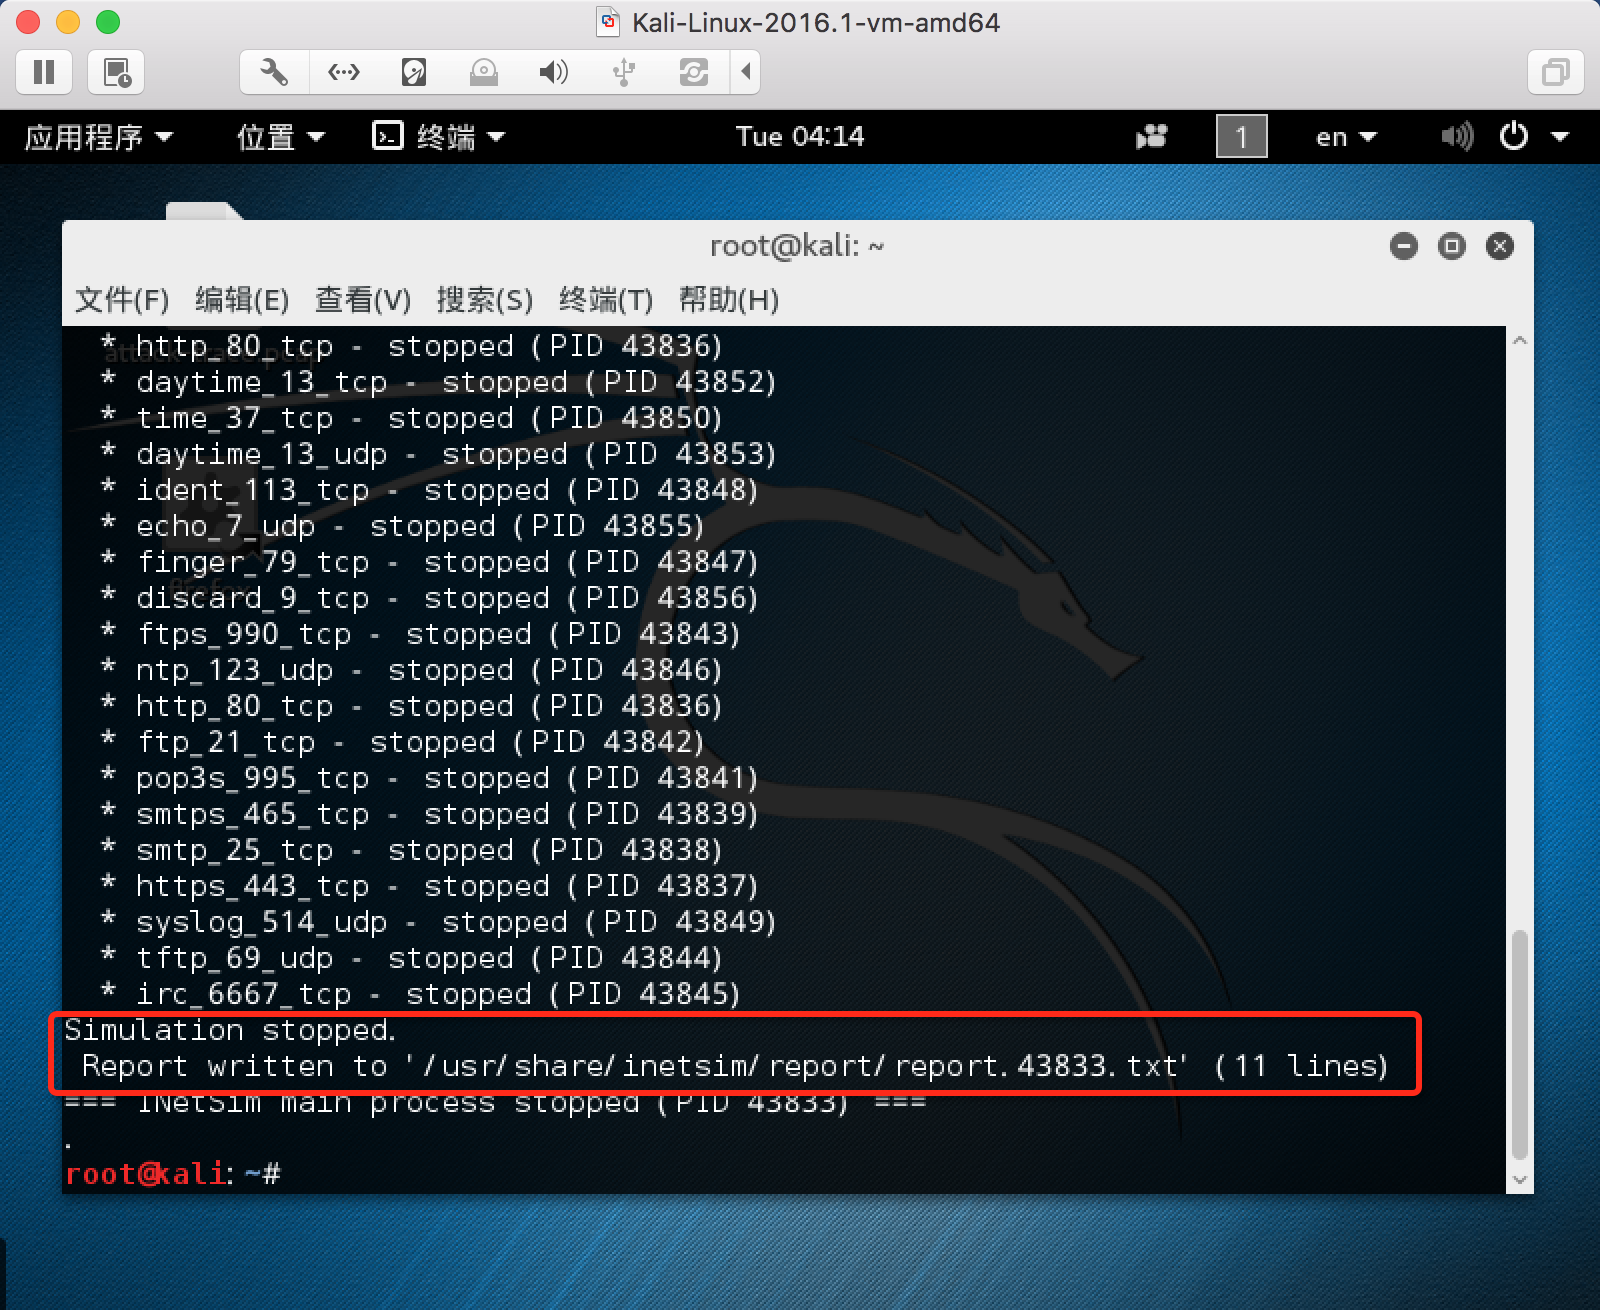 Kali-Linux-2016.1-vm-amd64
应用程序 位置 终端 Tue 04:14 1 en
root@kali: ~
文件(F) 编辑(E) 查看(V) 搜索(S) 终端(T) 帮助(H)
* http_80_tcp - stopped (PID 43836)
* daytime_13_tcp - stopped (PID 43852)
* time_37_tcp - stopped (PID 43850)
* daytime_13_udp - stopped (PID 43853)
* ident_113_tcp - stopped (PID 43848)
* echo_7_udp - stopped (PID 43855)
* finger_79_tcp - stopped (PID 43847)
* discard_9_tcp - stopped (PID 43856)
* ftps_990_tcp - stopped (PID 43843)
* ntp_123_udp - stopped (PID 43846)
* http_80_tcp - stopped (PID 43836)
* ftp_21_tcp - stopped (PID 43842)
* pop3s_995_tcp - stopped (PID 43841)
* smtps_465_tcp - stopped (PID 43839)
* smtp_25_tcp - stopped (PID 43838)
* https_443_tcp - stopped (PID 43837)
* syslog_514_udp - stopped (PID 43849)
* tftp_69_udp - stopped (PID 43844)
* irc_6667_tcp - stopped (PID 43845)
Simulation stopped.
Report written to '/usr/share/inetsim/report/report.43833.txt' (11 lines)
=== INetSim main process stopped (PID 43833) ===
.
root@kali:~#
firefox